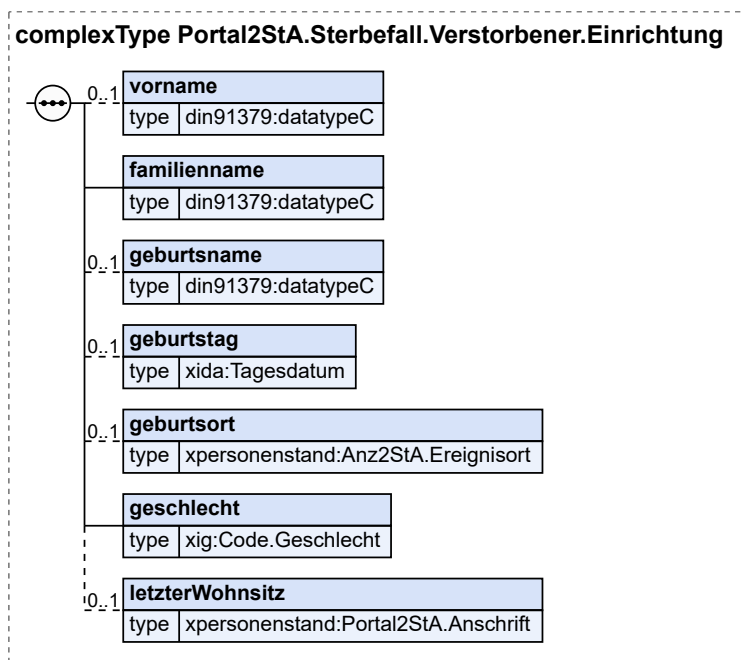 complexType Portal2StA.Sterbefall.Verstorbener.Einrichtung
0..1 vorname
type din91379:datatypeC
familienname
type din91379:datatypeC
0..1 geburtsname
type din91379:datatypeC
0..1 geburtstag
type xida:Tagesdatum
0..1 geburtsort
type xpersonenstand:Anz2StA.Ereignisort
geschlecht
type xig:Code.Geschlecht
0..1 letzterWohnsitz
type xpersonenstand:Portal2StA.Anschrift